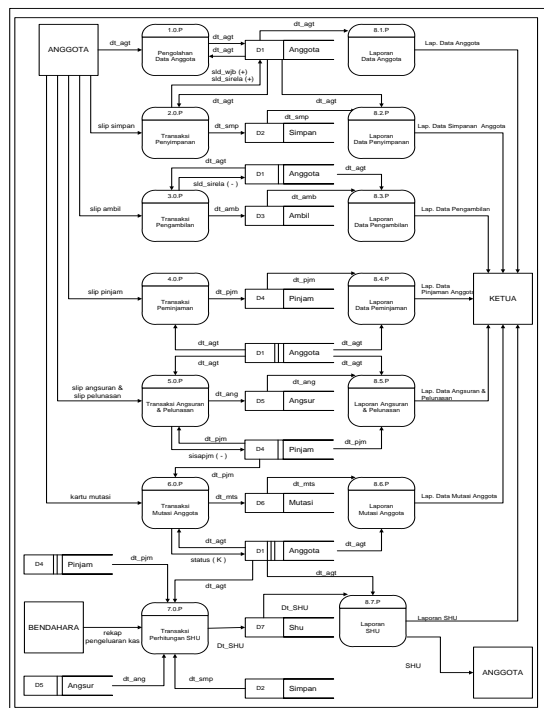 ANGGOTA
dt_agt
1.0.P
Pengolahan
Data Anggota
dt_agt
dt_agt
D1
Anggota
dt_agt
8.1.P
Laporan
Data Anggota
Lap. Data Anggota
sld_wjb (+)
sld_sirela (+)
dt_agt
dt_agt
slip simpan
2.0.P
Transaksi
Penyimpanan
dt_smp
dt_smp
D2
Simpan
8.2.P
Laporan
Data Penyimpanan
Lap. Data Simpanan Anggota
dt_agt
D1
Anggota
dt_agt
sld_sirela ( - )
slip ambil
3.0.P
Transaksi
Pengambilan
dt_amb
dt_amb
D3
Ambil
8.3.P
Laporan
Data Pengambilan
Lap. Data Pengambilan
slip pinjam
4.0.P
Transaksi
Peminjaman
dt_pjm
dt_pjm
D4
Pinjam
8.4.P
Laporan
Data Peminjaman
Lap. Data
Pinjaman Anggota
KETUA
dt_agt
D1
Anggota
dt_agt
dt_agt
dt_agt
slip angsuran &
slip pelunasan
5.0.P
Transaksi Angsuran
& Pelunasan
dt_ang
dt_ang
D5
Angsur
8.5.P
Laporan Angsuran
& Pelunasan
Lap. Data Angsuran &
Pelunasan
dt_pjm
sisapjm ( - )
D4
Pinjam
dt_pjm
dt_pjm
kartu mutasi
6.0.P
Transaksi
Mutasi Anggota
dt_mts
dt_mts
D6
Mutasi
8.6.P
Laporan
Mutasi Anggota
Lap. Data Mutasi Anggota
dt_agt
status ( K )
D1
Anggota
dt_agt
D4
Pinjam
dt_pjm
dt_agt
dt_agt
BENDAHARA
rekap
pengeluaran kas
7.0.P
Transaksi
Perhitungan SHU
Dt_SHU
Dt_SHU
D7
Shu
8.7.P
Laporan
SHU
Laporan SHU
SHU
ANGGOTA
D5
Angsur
dt_ang
dt_smp
D2
Simpan